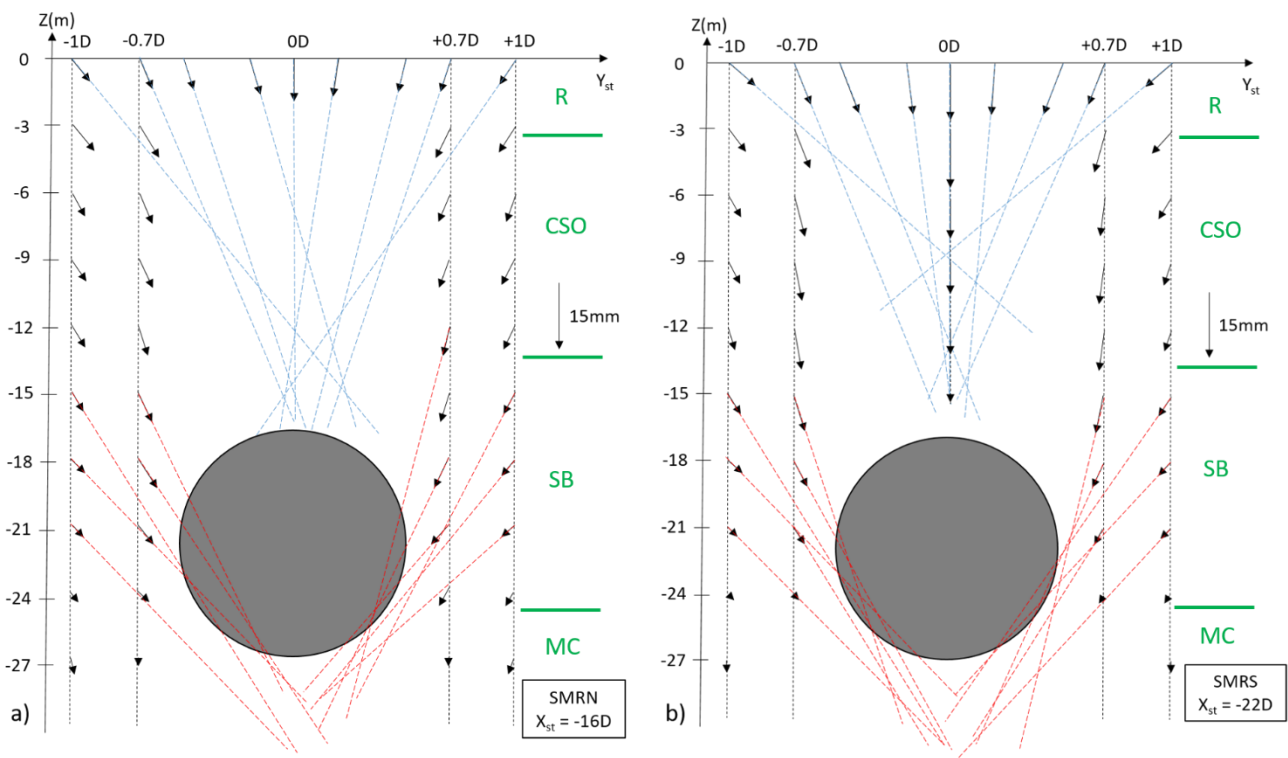 Z(m)
-1D -0.7D 0D +0.7D +1D
Y_st
0
-3
-6
-9
-12
-15
-18
-21
-24
-27
R
CSO
15mm
SB
MC
SMRN
X_st = -16D
a)
Z(m)
-1D -0.7D 0D +0.7D +1D
Y_st
0
-3
-6
-9
-12
-15
-18
-21
-24
-27
R
CSO
15mm
SB
MC
SMRS
X_st = -22D
b)